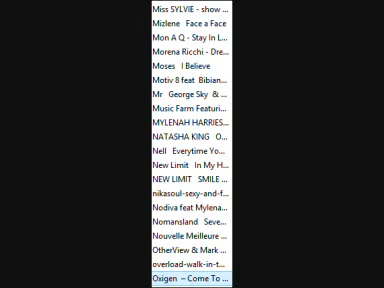 Miss SYLVIE - show ...
Mizlene   Face a Face
Mon A Q - Stay In L...
Morena Ricchi - Dre...
Moses   I Believe
Motiv 8 feat  Bibian...
Mr   George Sky  & ...
Music Farm Featuri...
MYLENAH HARRIES...
NATASHA KING   O...
Nell   Everytime Yo...
New Limit   In My H...
NEW LIMIT   SMILE ...
nikasoul-sexy-and-f...
Nodiva feat Mylena...
Nomansland   Seve...
Nouvelle Meilleure ...
OtherView & Mark ...
overload-walk-in-t...
Oxigen  – Come To ...